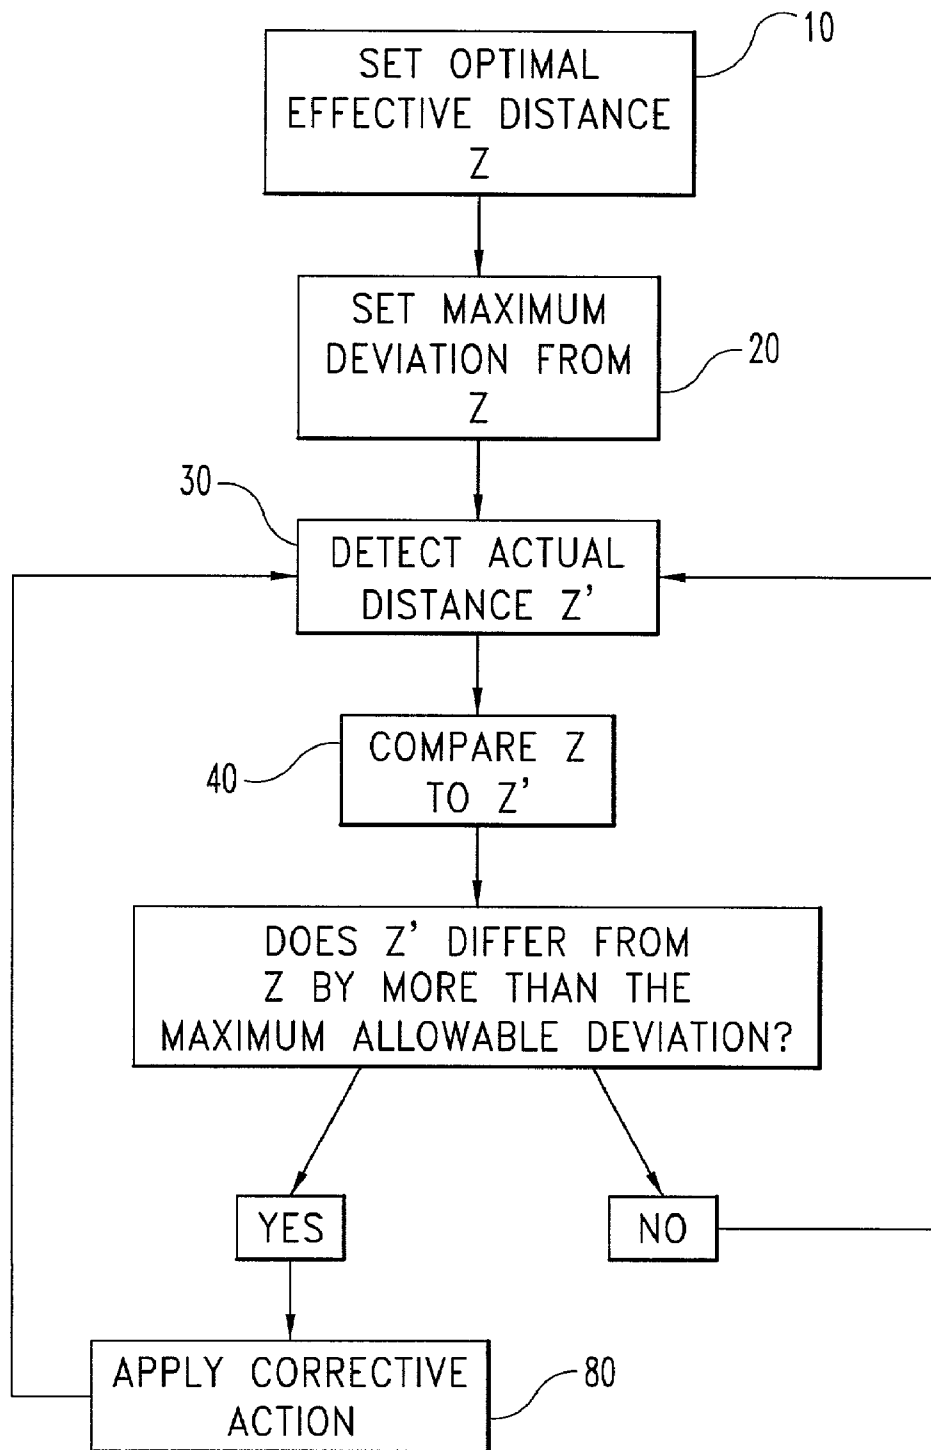 10
SET OPTIMAL
EFFECTIVE DISTANCE
Z
SET MAXIMUM
DEVIATION FROM
Z
20
30
DETECT ACTUAL
DISTANCE Z'
40
COMPARE Z
TO Z'
DOES Z' DIFFER FROM
Z BY MORE THAN THE
MAXIMUM ALLOWABLE DEVIATION?
YES
NO
APPLY CORRECTIVE
ACTION
80